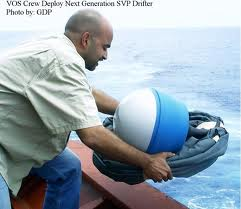 VOS Crew Deploy Next Generation SVP Drifter
Photo by: GDP